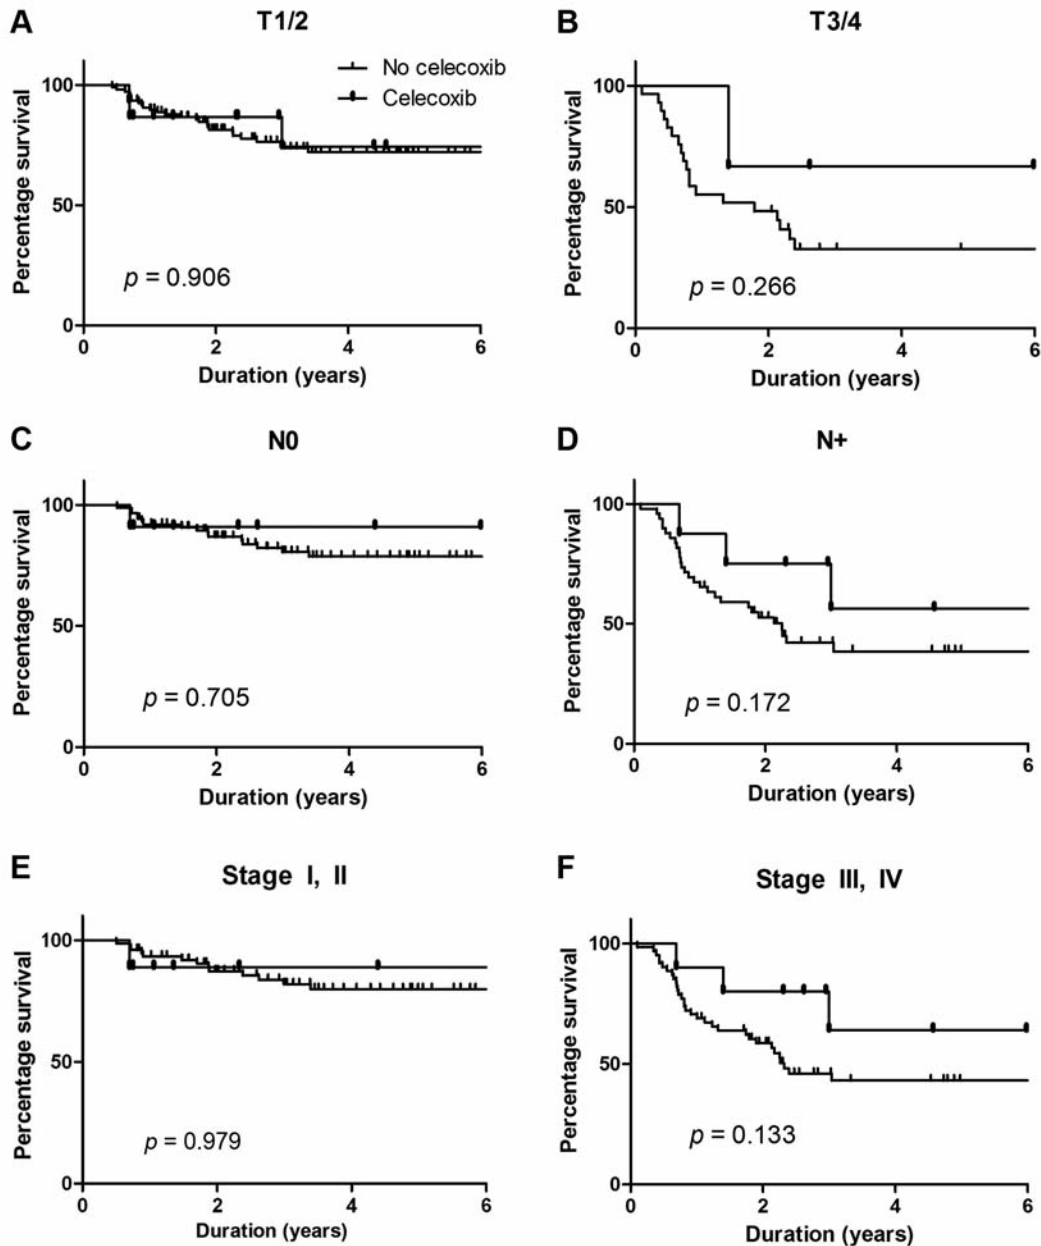 A
T1/2
No celecoxib
Celecoxib
100
50
0
Percentage survival
p = 0.906
0 2 4 6
Duration (years)
B
T3/4
100
50
0
Percentage survival
p = 0.266
0 2 4 6
Duration (years)
C
N0
100
50
0
Percentage survival
p = 0.705
0 2 4 6
Duration (years)
D
N+
100
50
0
Percentage survival
p = 0.172
0 2 4 6
Duration (years)
E
Stage I, II
100
50
0
Percentage survival
p = 0.979
0 2 4 6
Duration (years)
F
Stage III, IV
100
50
0
Percentage survival
p = 0.133
0 2 4 6
Duration (years)